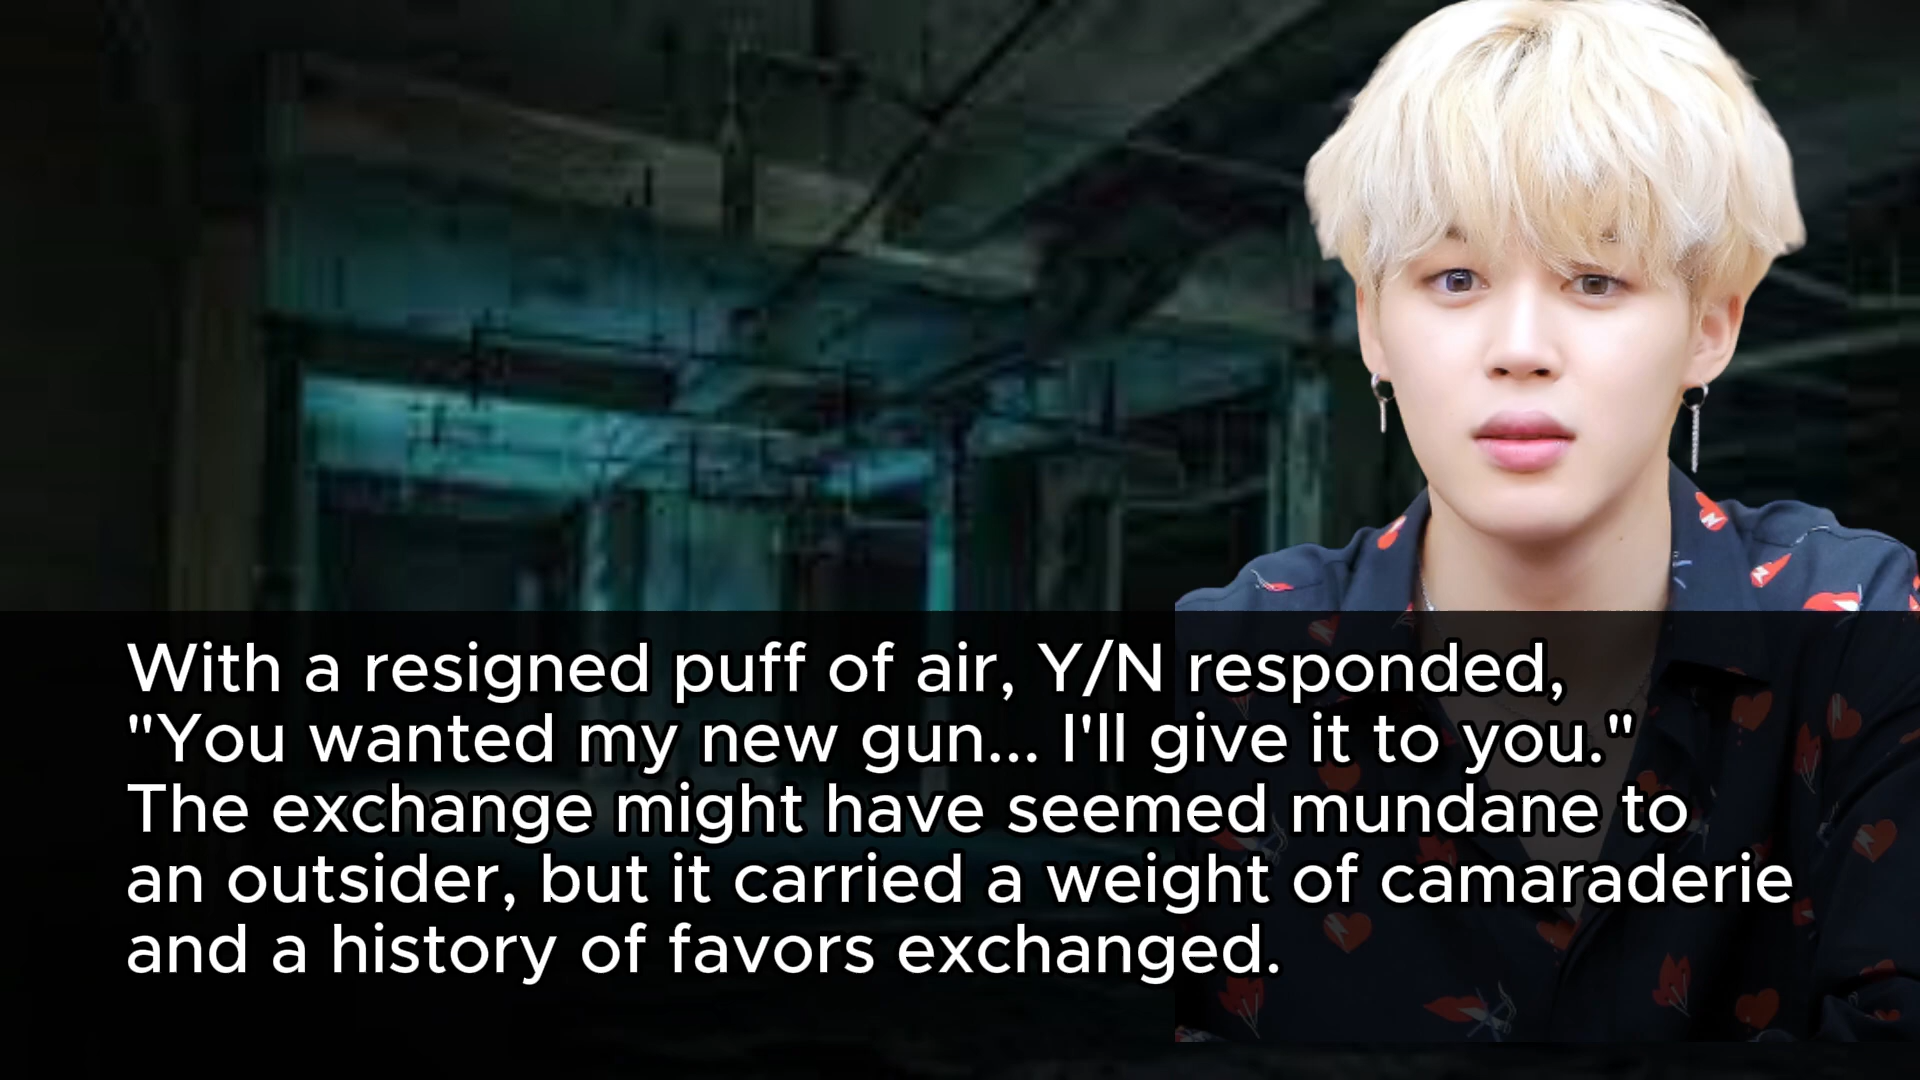 With a resigned puff of air, Y/N responded,
"You wanted my new gun... I'll give it to you."
The exchange might have seemed mundane to
an outsider, but it carried a weight of camaraderie
and a history of favors exchanged.